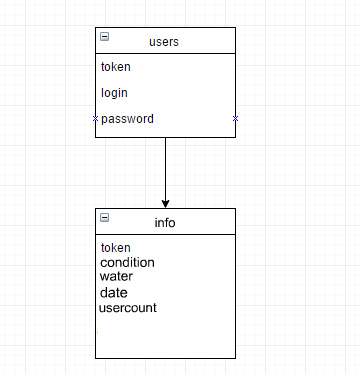 users
token
login
password
info
token
condition
water
date
usercount